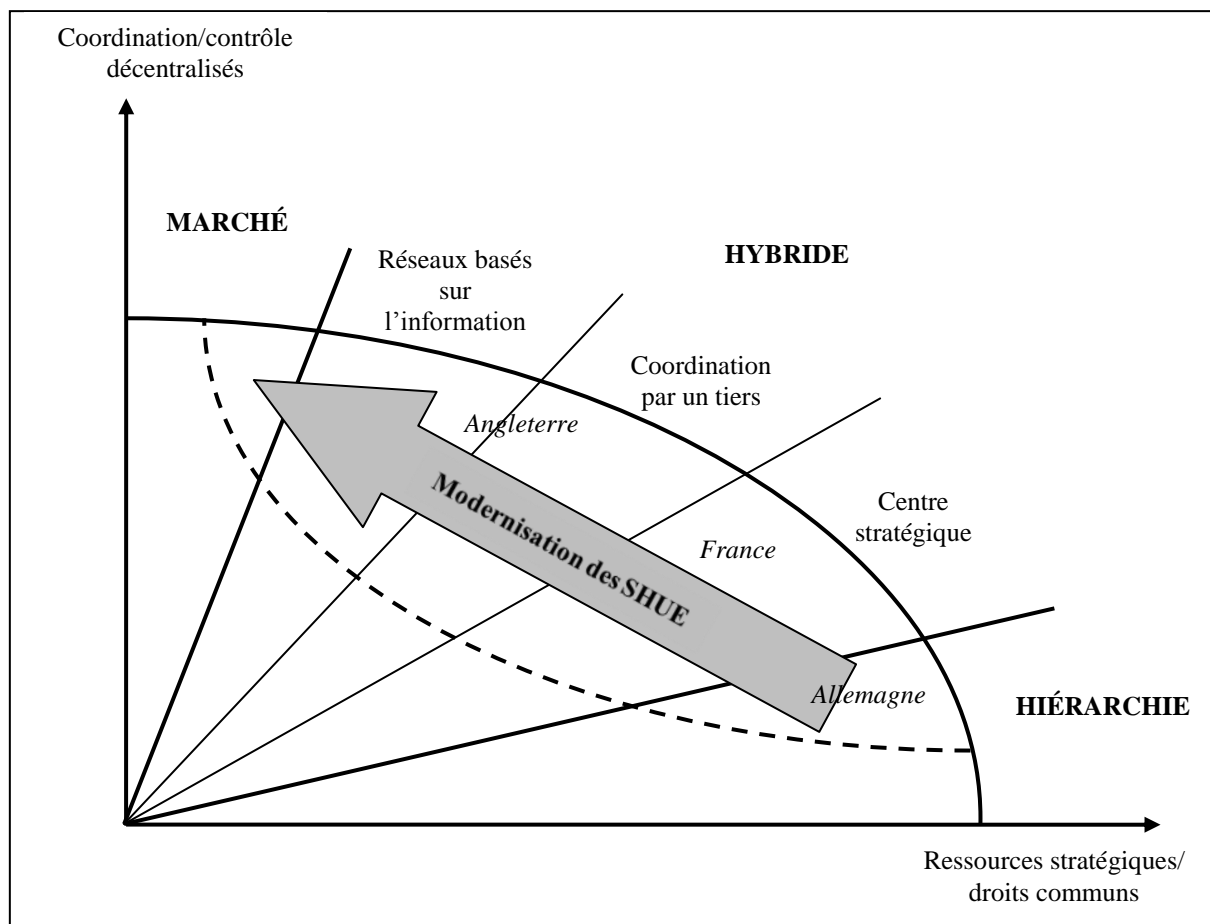 Coordination/contrôle
décentralisés
MARCHÉ
HYBRIDE
Réseaux basés
sur
l’information
Coordination
par un tiers
Angleterre
Modernisation des SHUE
Centre
stratégique
France
Allemagne
HIÉRARCHIE
Ressources stratégiques/
droits communs